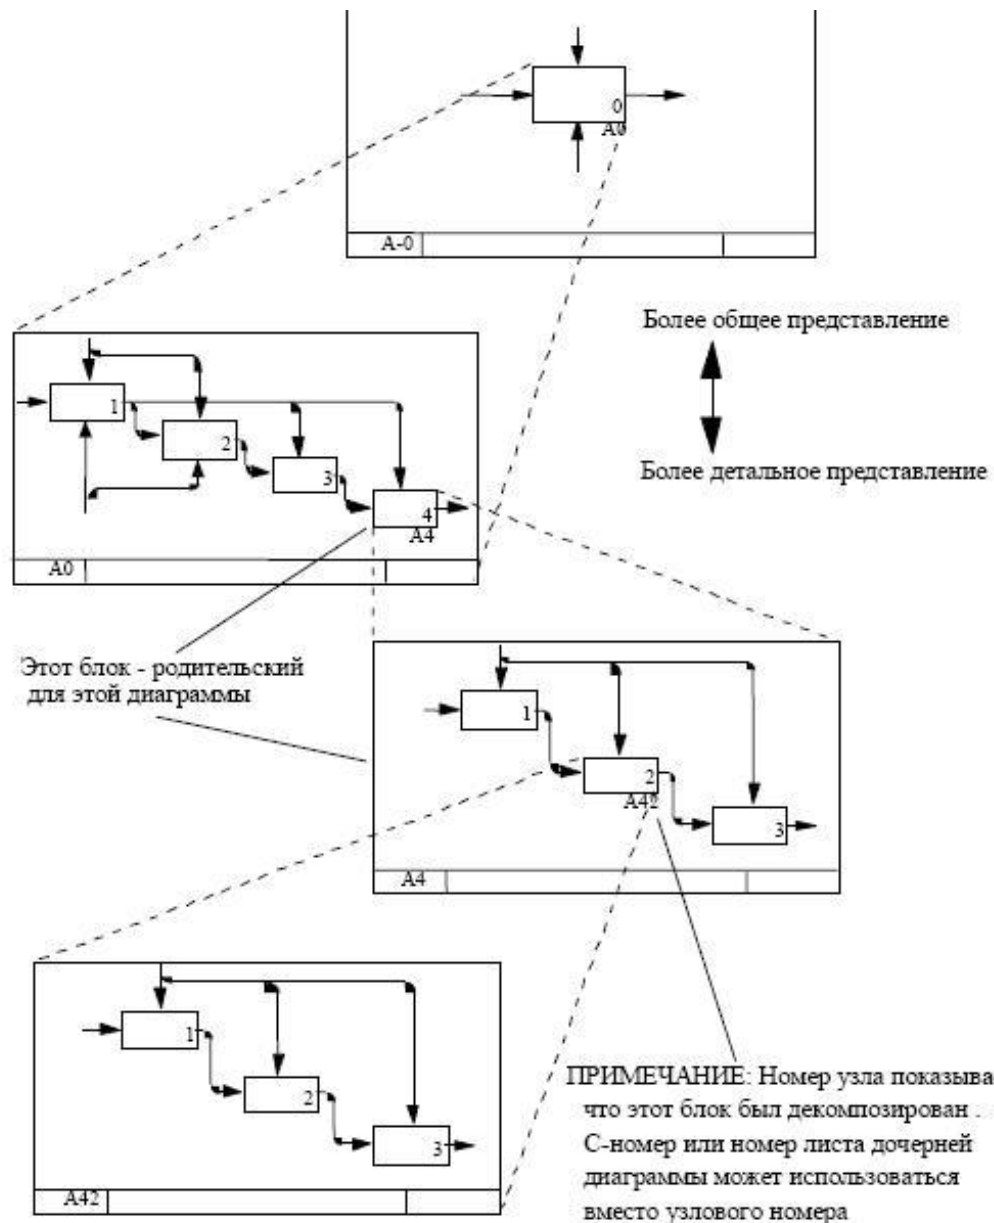 0
A0
A-0
Более общее представление
Более детальное представление
1
2
3
4
A4
A0
Этот блок - родительский
для этой диаграммы
1
2
A42
3
A4
1
2
3
A42
ПРИМЕЧАНИЕ: Номер узла показыва
что этот блок был декомпозирован .
С-номер или номер листа дочерней
диаграммы может использоваться
вместо узлового номера